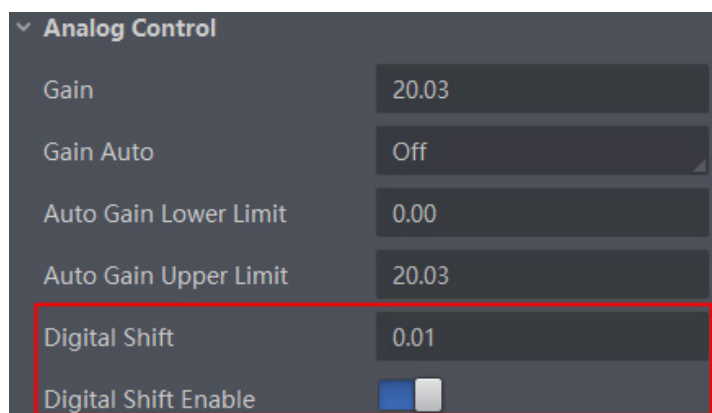 Analog Control
Gain 20.03
Gain Auto Off
Auto Gain Lower Limit 0.00
Auto Gain Upper Limit 20.03
Digital Shift 0.01
Digital Shift Enable